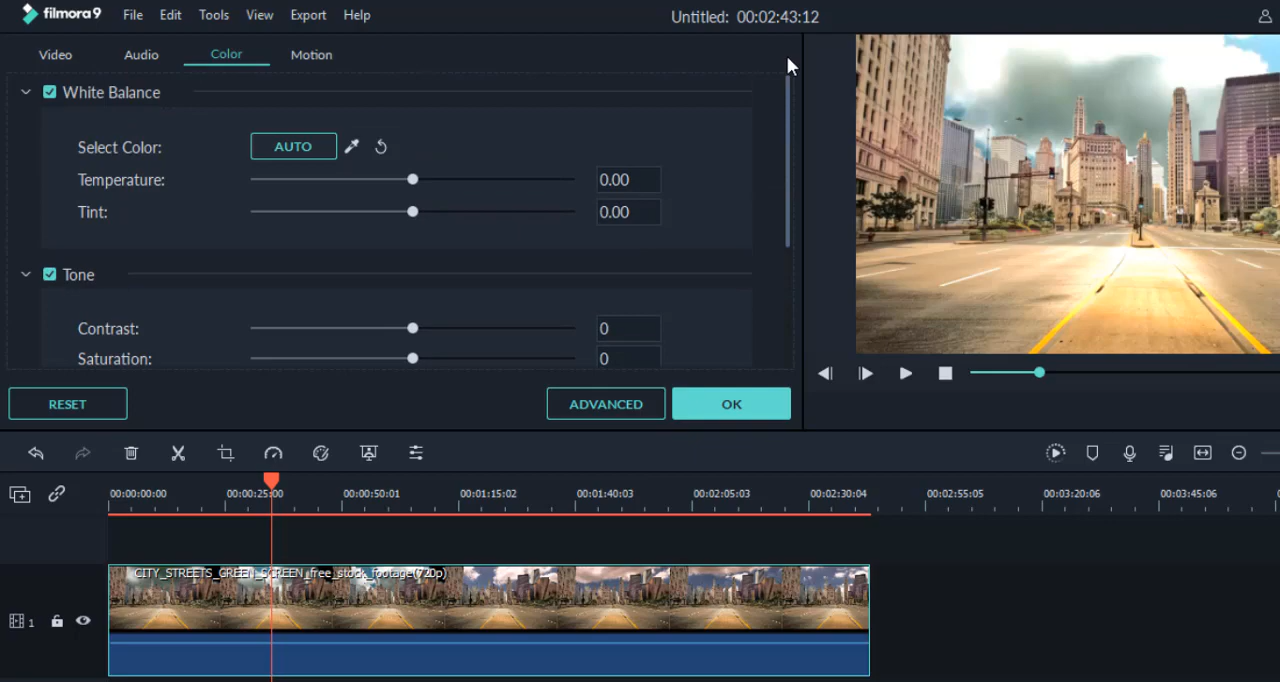 filmora9 File Edit Tools View Export Help Untitled: 00:02:43:12
Video Audio Color Motion
White Balance
Select Color: AUTO
Temperature: 0.00
Tint: 0.00
Tone
Contrast: 0
Saturation: 0
RESET ADVANCED OK
00:00:00:00 00:00:25:00 00:00:50:01 00:01:15:02 00:01:40:03 00:02:05:03 00:02:30:04 00:02:55:05 00:03:20:06 00:03:45:06
CITY_STREETS_GREEN_SCREEN_free_stock_footage(720p)
1